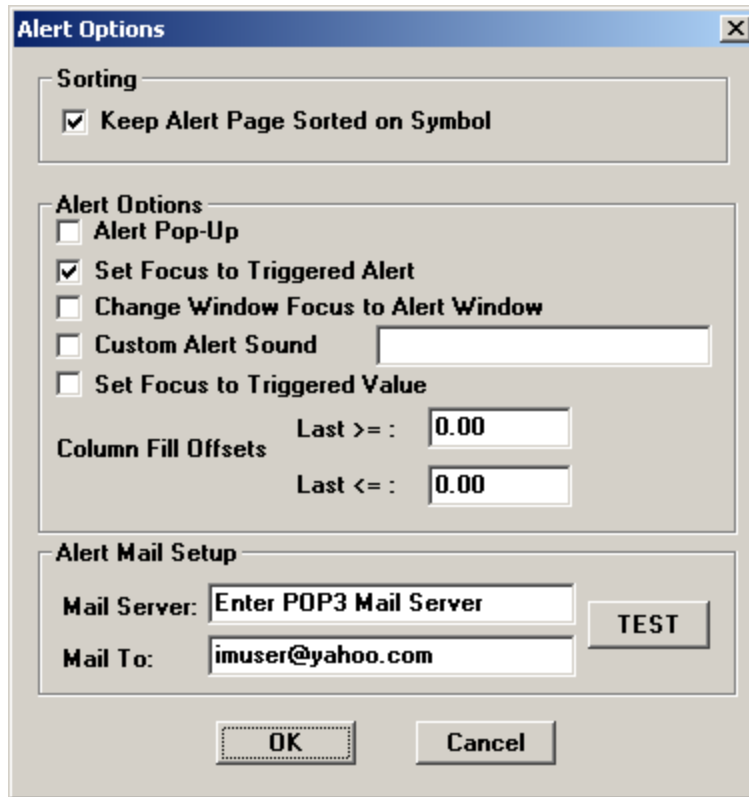 Alert Options
Sorting
Keep Alert Page Sorted on Symbol
Alert Options
Alert Pop-Up
Set Focus to Triggered Alert
Change Window Focus to Alert Window
Custom Alert Sound
Set Focus to Triggered Value
Column Fill Offsets
Last >= : 0.00
Last <= : 0.00
Alert Mail Setup
Mail Server: Enter POP3 Mail Server
TEST
Mail To: imuser@yahoo.com
OK Cancel